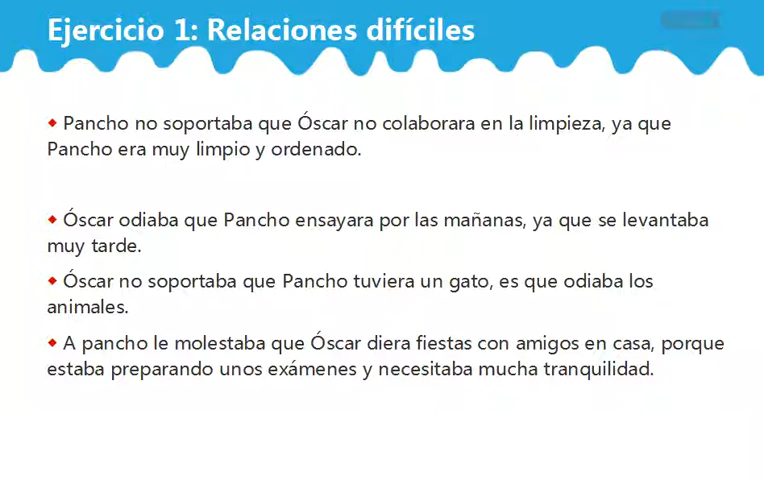 Ejercicio 1: Relaciones difíciles
Pancho no soportaba que Óscar no colaborara en la limpieza, ya que
Pancho era muy limpio y ordenado.
Óscar odiaba que Pancho ensayara por las mañanas, ya que se levantaba
muy tarde.
Óscar no soportaba que Pancho tuviera un gato, es que odiaba los
animales.
A pancho le molestaba que Óscar diera fiestas con amigos en casa, porque
estaba preparando unos exámenes y necesitaba mucha tranquilidad.